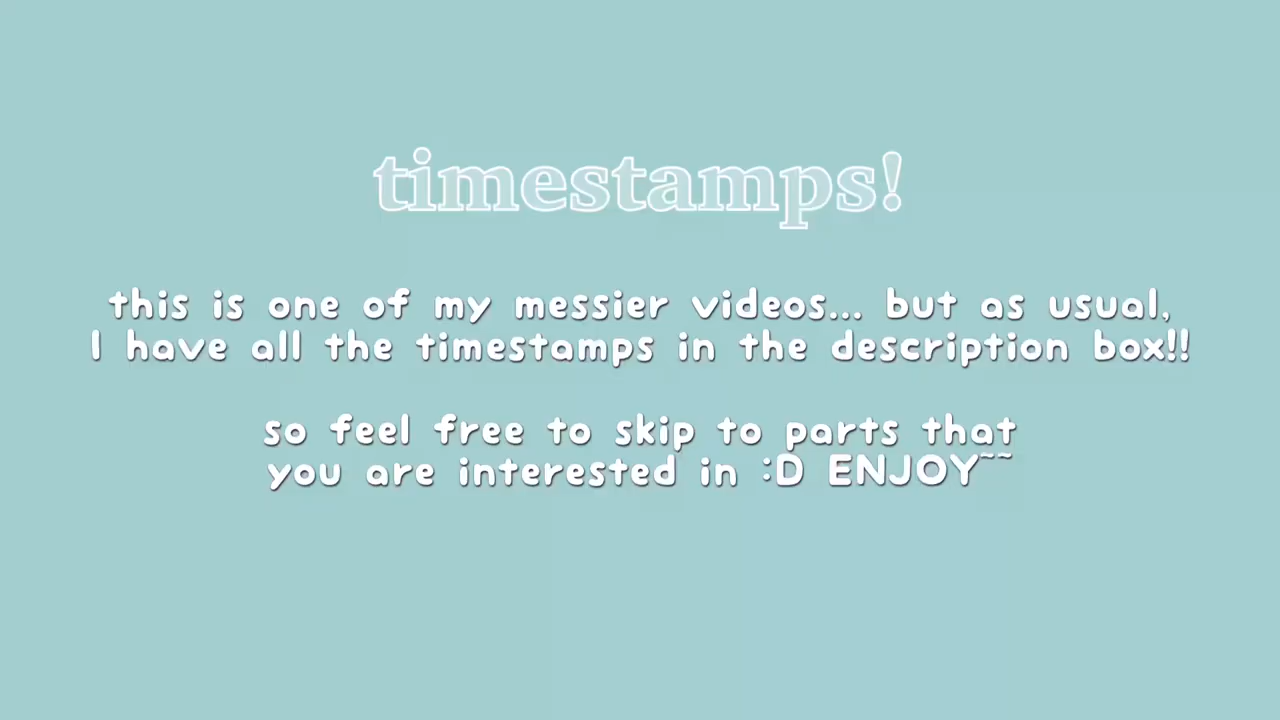 timestamps!
this is one of my messier videos... but as usual,
I have all the timestamps in the description box!!
so feel free to skip to parts that
you are interested in :D ENJOY~~